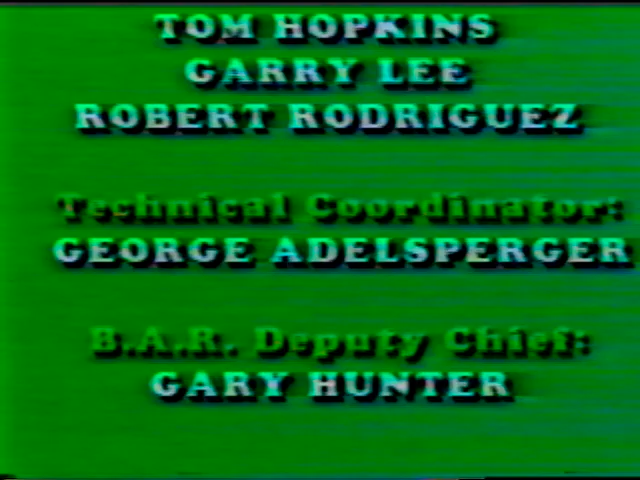 TOM HOPKINS
GARRY LEE
ROBERT RODRIGUEZ
Technical Coordinator:
GEORGE ADELSPERGER
B.A.R. Deputy Chief:
GARY HUNTER